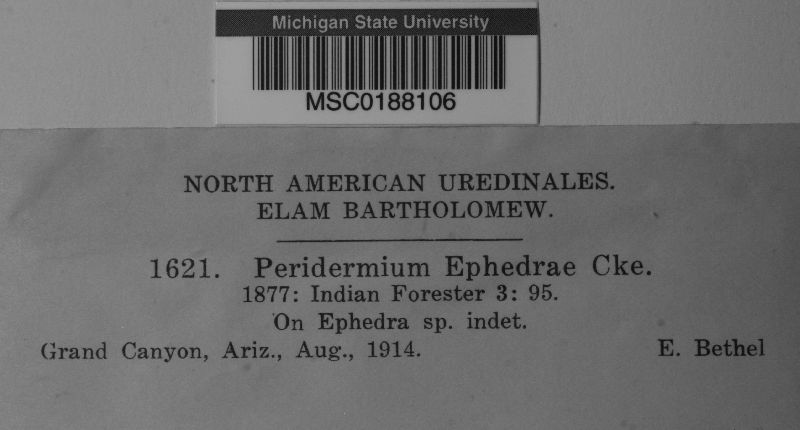 Michigan State University
MSC0188106
NORTH AMERICAN UREDINALES.
ELAM BARTHOLOMEW.
1621. Peridermium Ephedrae Cke.
1877: Indian Forester 3: 95.
On Ephedra sp. indet.
Grand Canyon, Ariz., Aug., 1914. E. Bethel